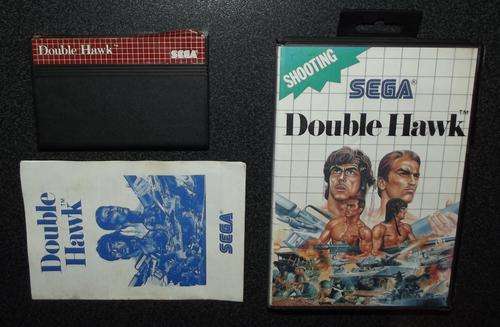 Double Hawk™
SEGA
SHOOTING
SEGA®
Double Hawk™
Double
Hawk™
SEGA